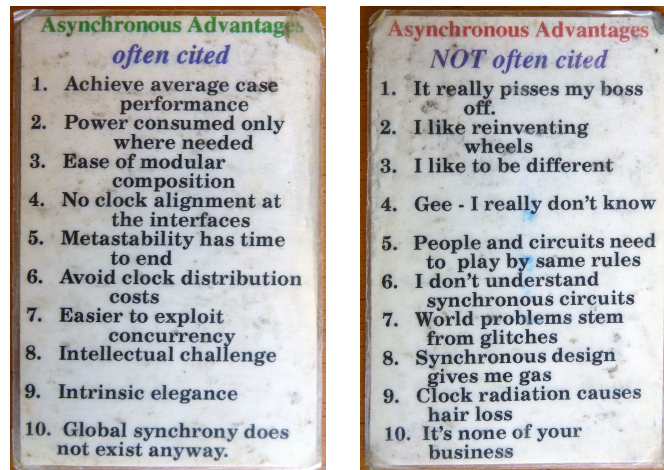 Asynchronous Advantages
often cited
1. Achieve average case
performance
2. Power consumed only
where needed
3. Ease of modular
composition
4. No clock alignment at
the interfaces
5. Metastability has time
to end
6. Avoid clock distribution
costs
7. Easier to exploit
concurrency
8. Intellectual challenge
9. Intrinsic elegance
10. Global synchrony does
not exist anyway.
Asynchronous Advantages
NOT often cited
1. It really pisses my boss
off.
2. I like reinventing
wheels
3. I like to be different
4. Gee - I really don't know
5. People and circuits need
to play by same rules
6. I don't understand
synchronous circuits
7. World problems stem
from glitches
8. Synchronous design
gives me gas
9. Clock radiation causes
hair loss
10. It's none of your
business